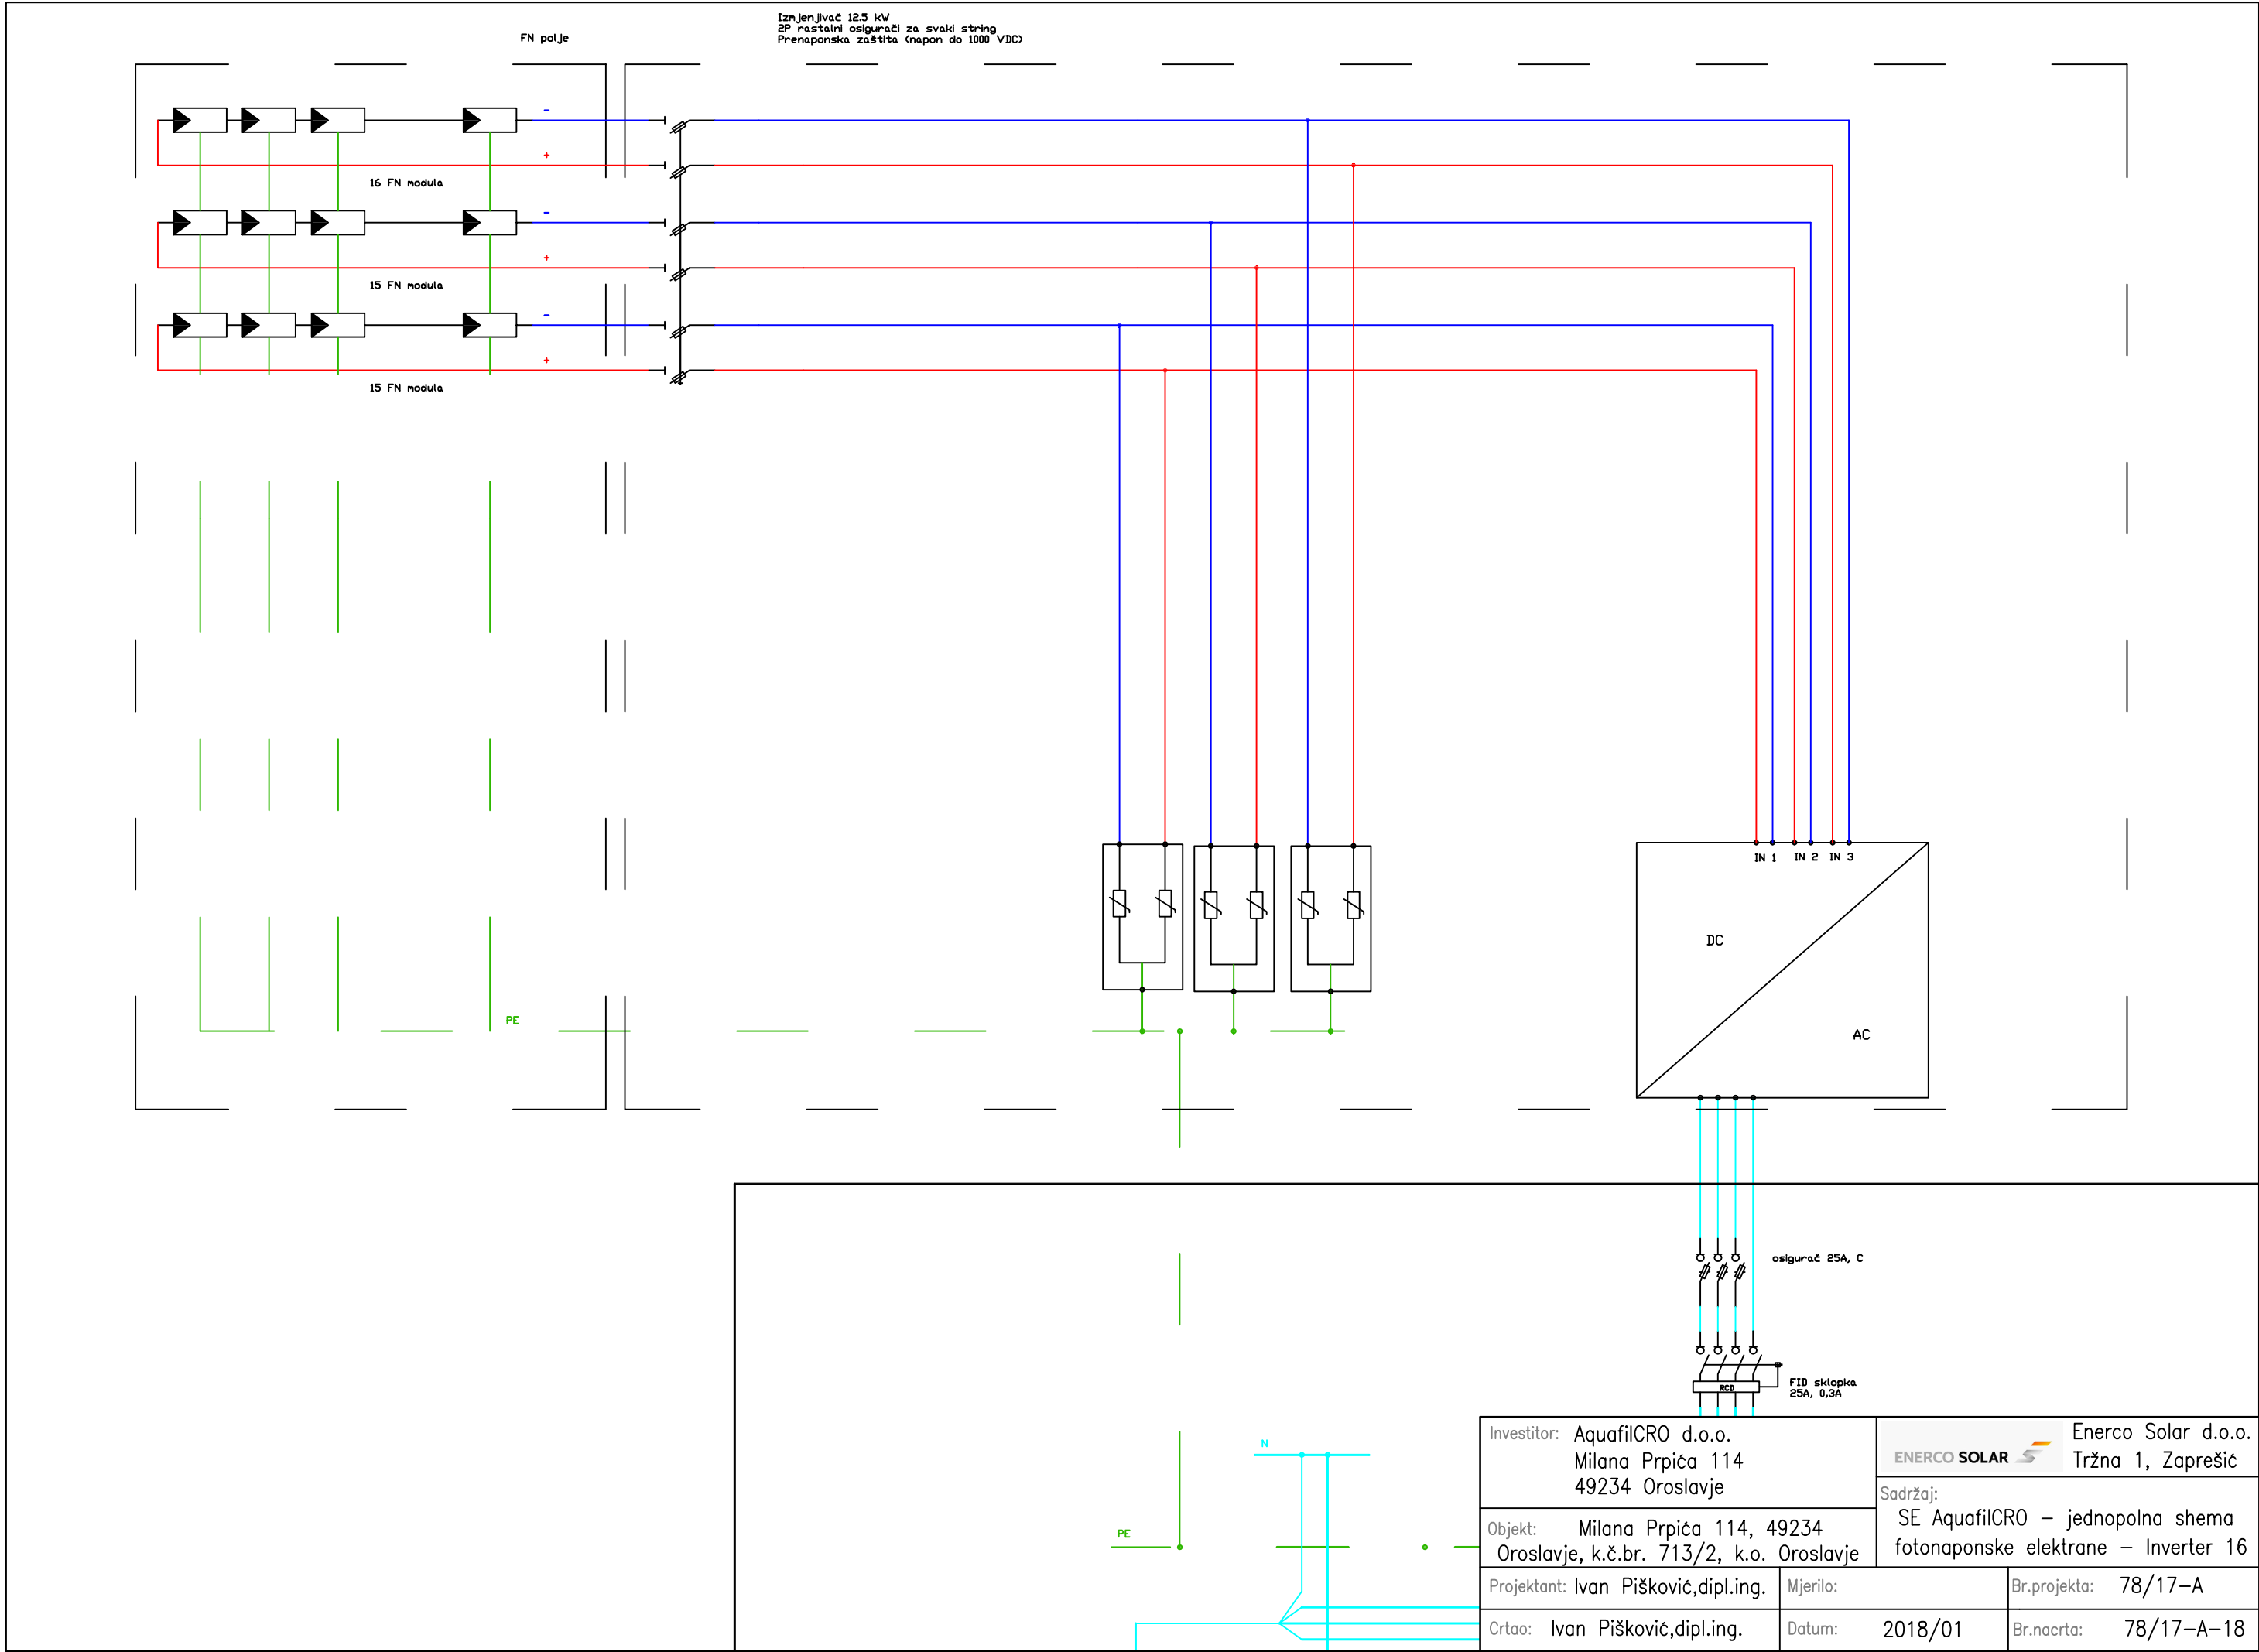 Izmjenjivač 12.5 kW
2P rastalni osigurači za svaki string
Prenaponska zaštita (napon do 1000 VDC)
FN polje
-
+
16 FN modula
-
+
15 FN modula
-
+
15 FN modula
IN 1 IN 2 IN 3
DC
AC
PE
osigurač 25A, C
RCD
FID sklopka
25A, 0,3A
N
PE
Investitor: AquafilCRO d.o.o.
Milana Prpića 114
49234 Oroslavje
ENERCO SOLAR
Enerco Solar d.o.o.
Tržna 1, Zaprešić
Objekt: Milana Prpića 114, 49234
Oroslavje, k.č.br. 713/2, k.o. Oroslavje
Sadržaj:
SE AquafilCRO – jednopolna shema
fotonaponske elektrane – Inverter 16
Projektant: Ivan Pišković,dipl.ing.
Mjerilo:
Br.projekta: 78/17-A
Crtao: Ivan Pišković,dipl.ing.
Datum: 2018/01
Br.nacrta: 78/17-A-18